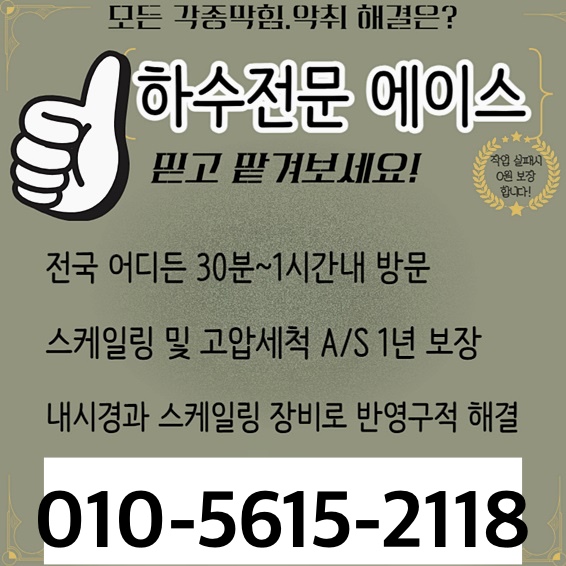 모든 각종막힘.악취 해결은?
하수전문 에이스
믿고 맡겨보세요!
작업 실패시
0원 보장
합니다!
전국 어디든 30분~1시간내 방문
스케일링 및 고압세척 A/S 1년 보장
내시경과 스케일링 장비로 반영구적 해결
010-5615-2118